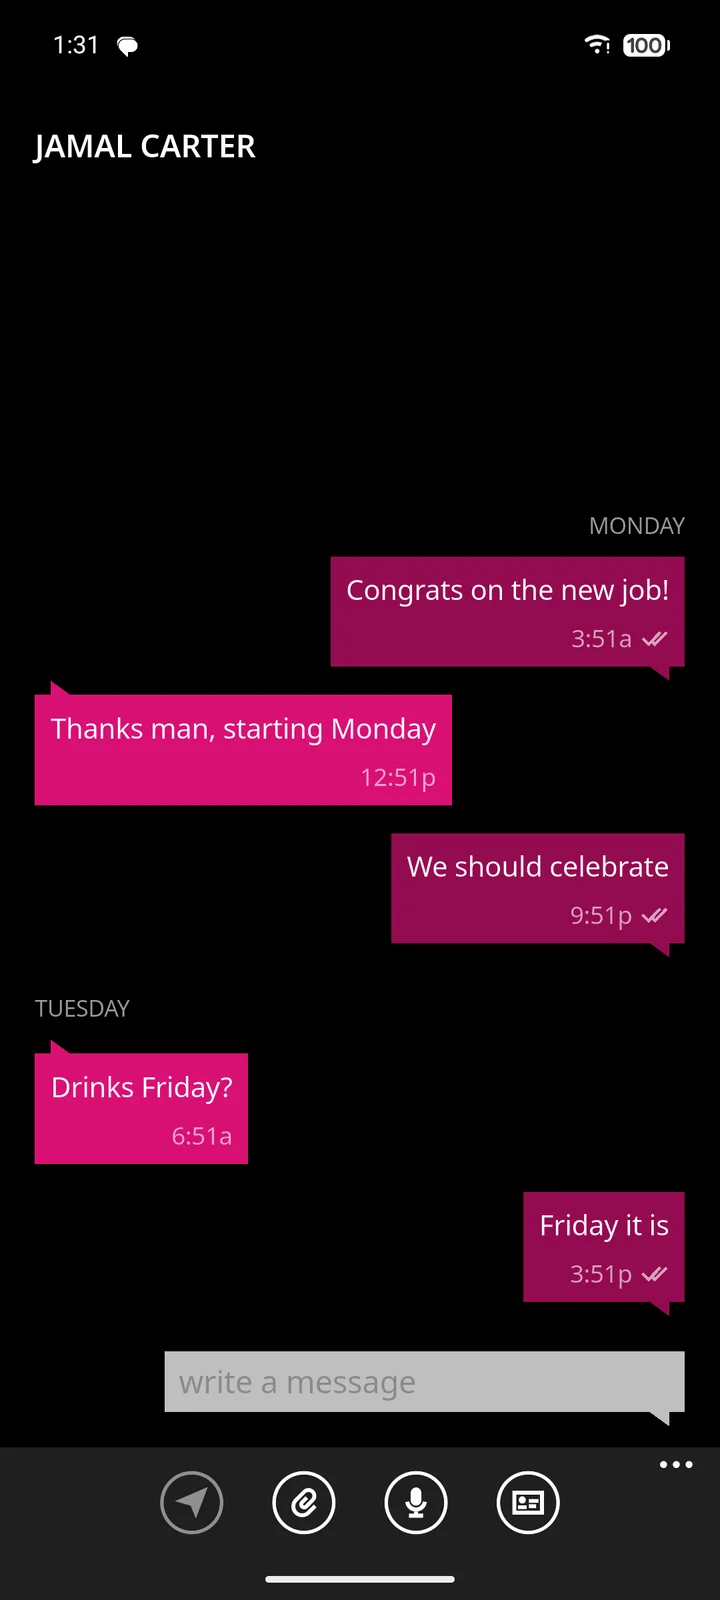 1:31
100
JAMAL CARTER
MONDAY
Congrats on the new job!
3:51a
Thanks man, starting Monday
12:51p
We should celebrate
9:51p
TUESDAY
Drinks Friday?
6:51a
Friday it is
3:51p
write a message